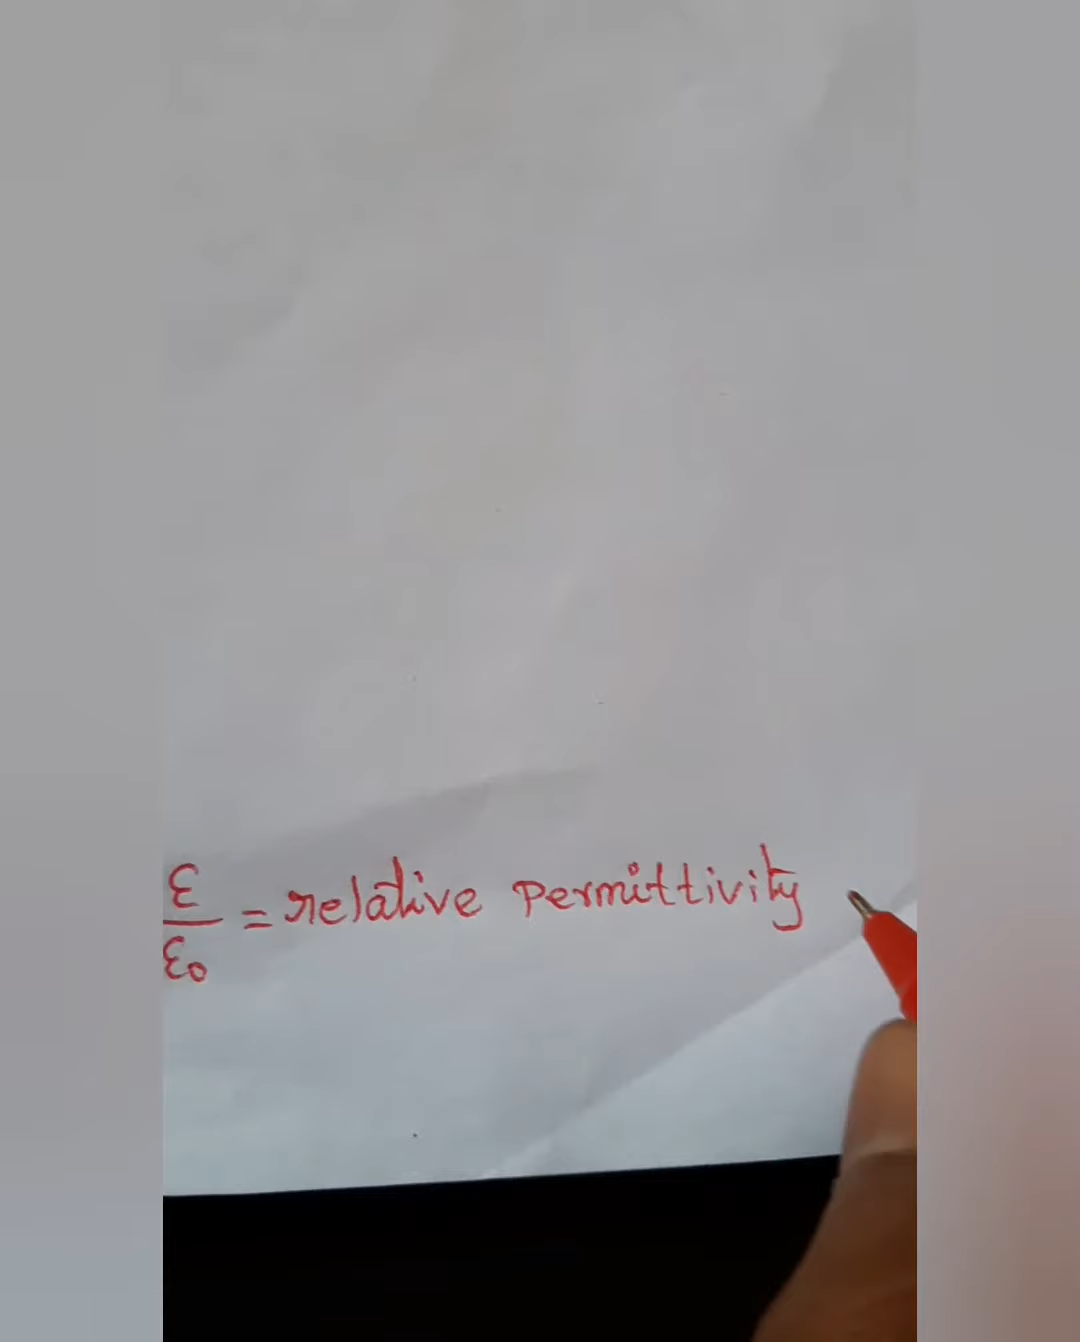 ε/ε₀ = relative Permittivity